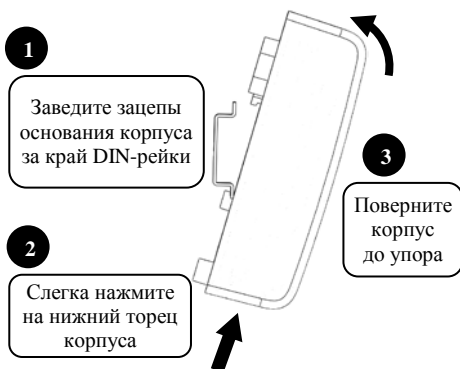 1
Заведите зацепы
основания корпуса
за край DIN-рейки
2
Слегка нажмите
на нижний торец
корпуса
3
Поверните
корпус
до упора